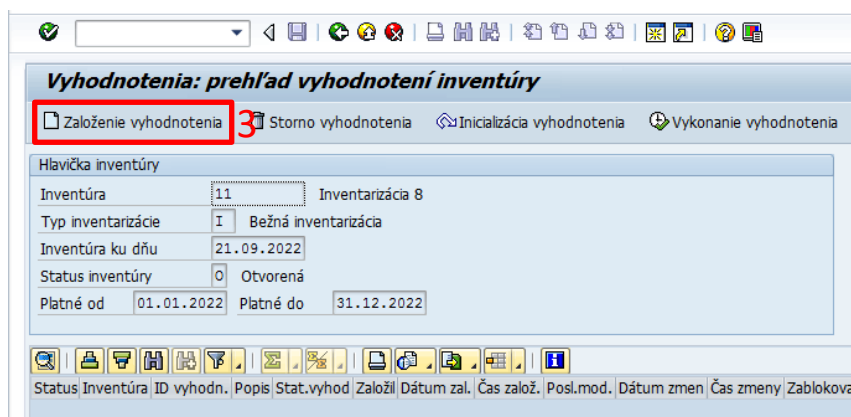 Vyhodnotenia: prehľad vyhodnotení inventúry
Založenie vyhodnotenia 3 Storno vyhodnotenia Inicializácia vyhodnotenia Vykonanie vyhodnotenia
Hlavička inventúry
Inventúra 11 Inventarizácia 8
Typ inventarizácie I Bežná inventarizácia
Inventúra ku dňu 21.09.2022
Status inventúry O Otvorená
Platné od 01.01.2022 Platné do 31.12.2022
Status Inventúra ID vyhodn. Popis Stat.vyhod Založil Dátum zal. Čas založ. Posl.mod. Dátum zmen Čas zmeny Zablokova